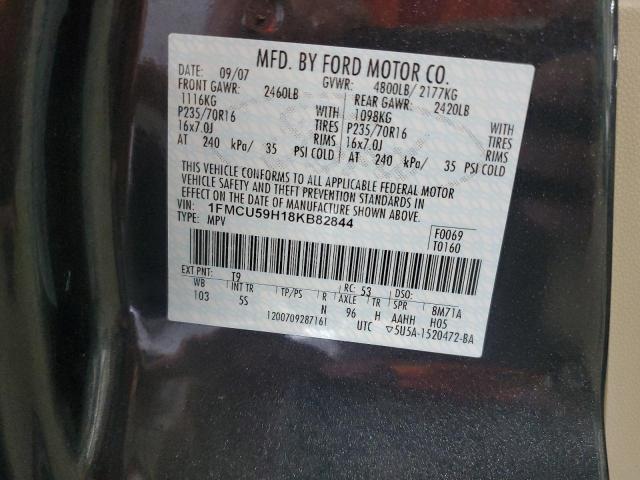 MFD. BY FORD MOTOR CO.
DATE: 09/07 GVWR: 4800LB/ 2177KG
FRONT GAWR: 2460LB REAR GAWR: 2420LB
1116KG 1098KG
P235/70R16 WITH TIRES P235/70R16 WITH TIRES
16x7.0J RIMS 16x7.0J RIMS
AT 240 kPa/ 35 PSI COLD AT 240 kPa/ 35 PSI COLD
THIS VEHICLE CONFORMS TO ALL APPLICABLE FEDERAL MOTOR
VEHICLE SAFETY AND THEFT PREVENTION STANDARDS IN
EFFECT ON THE DATE OF MANUFACTURE SHOWN ABOVE.
VIN: 1FMCU59H18KB82844 F0069
TYPE: MPV T0160
EXT PNT: T9 RC: 53 DSO:
WB INT TR TP/PS R AXLE TR SPR 8M71A
103 5S N 96 H AAHH H05
1200709287161 UTC ▽5U5A-1520472-BA